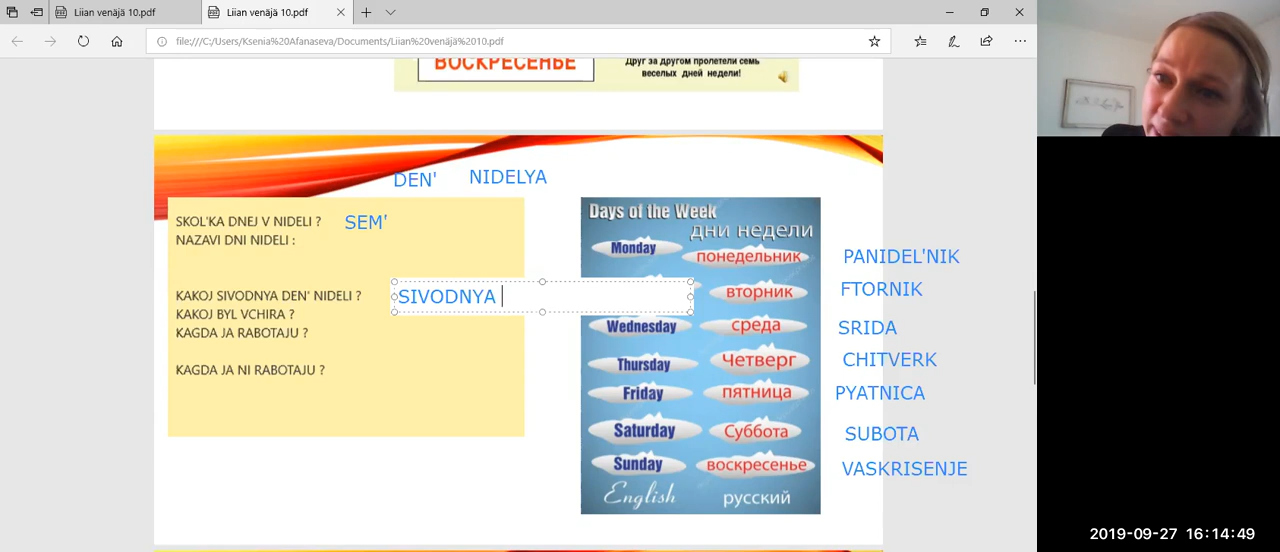 Liian venäjä 10.pdf
Liian venäjä 10.pdf
file:///C:/Users/Ksenia%20Afanaseva/Documents/Liian%20venäjä%2010.pdf
ВОСКРЕСЕНЬЕ
Друг за другом пролетели семь
веселых дней недели!
DEN' NIDELYA
SKOL'KA DNEJ V NIDELI ? SEM'
NAZAVI DNI NIDELI :
KAKOJ SIVODNYA DEN' NIDELI ? SIVODNYA
KAKOJ BYL VCHIRA ?
KAGDA JA RABOTAJU ?
KAGDA JA NI RABOTAJU ?
Days of the Week
дни недели
Monday понедельник PANIDEL'NIK
вторник FTORNIK
Wednesday среда SRIDA
Thursday Четверг CHITVERK
Friday пятница PYATNICA
Saturday Суббота SUBOTA
Sunday воскресенье VASKRISENJE
English русский
2019-09-27 16:14:49